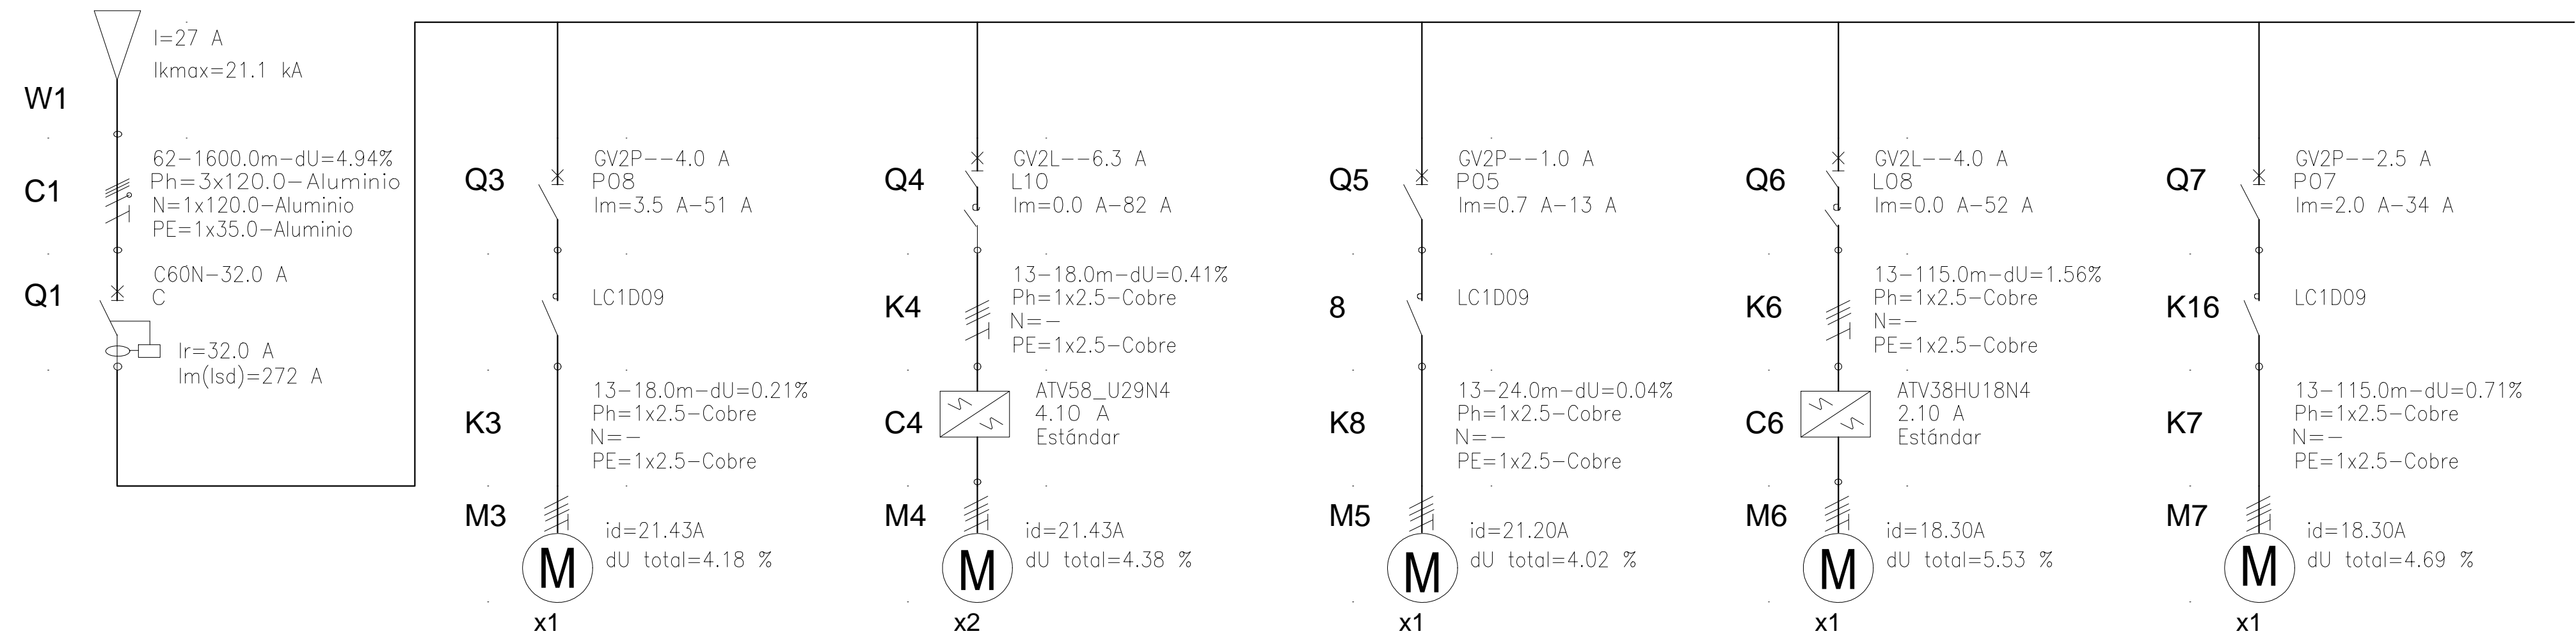 W1
I=27 A
Ikmax=21.1 kA
C1
62-1600.0m-dU=4.94%
Ph=3x120.0-Aluminio
N=1x120.0-Aluminio
PE=1x35.0-Aluminio
Q1
C60N-32.0 A
C
Ir=32.0 A
Im(Isd)=272 A
Q3
GV2P--4.0 A
P08
Im=3.5 A-51 A
LC1D09
K3
13-18.0m-dU=0.21%
Ph=1x2.5-Cobre
N=-
PE=1x2.5-Cobre
M3
id=21.43A
dU total=4.18 %
M
x1
Q4
GV2L--6.3 A
L10
Im=0.0 A-82 A
K4
13-18.0m-dU=0.41%
Ph=1x2.5-Cobre
N=-
PE=1x2.5-Cobre
C4
ATV58_U29N4
4.10 A
Estándar
M4
id=21.43A
dU total=4.38 %
M
x2
Q5
GV2P--1.0 A
P05
Im=0.7 A-13 A
8
LC1D09
K8
13-24.0m-dU=0.04%
Ph=1x2.5-Cobre
N=-
PE=1x2.5-Cobre
M5
id=21.20A
dU total=4.02 %
M
x1
Q6
GV2L--4.0 A
L08
Im=0.0 A-52 A
K6
13-115.0m-dU=1.56%
Ph=1x2.5-Cobre
N=-
PE=1x2.5-Cobre
C6
ATV38HU18N4
2.10 A
Estándar
M6
id=18.30A
dU total=5.53 %
M
x1
Q7
GV2P--2.5 A
P07
Im=2.0 A-34 A
K16
LC1D09
K7
13-115.0m-dU=0.71%
Ph=1x2.5-Cobre
N=-
PE=1x2.5-Cobre
M7
id=18.30A
dU total=4.69 %
M
x1